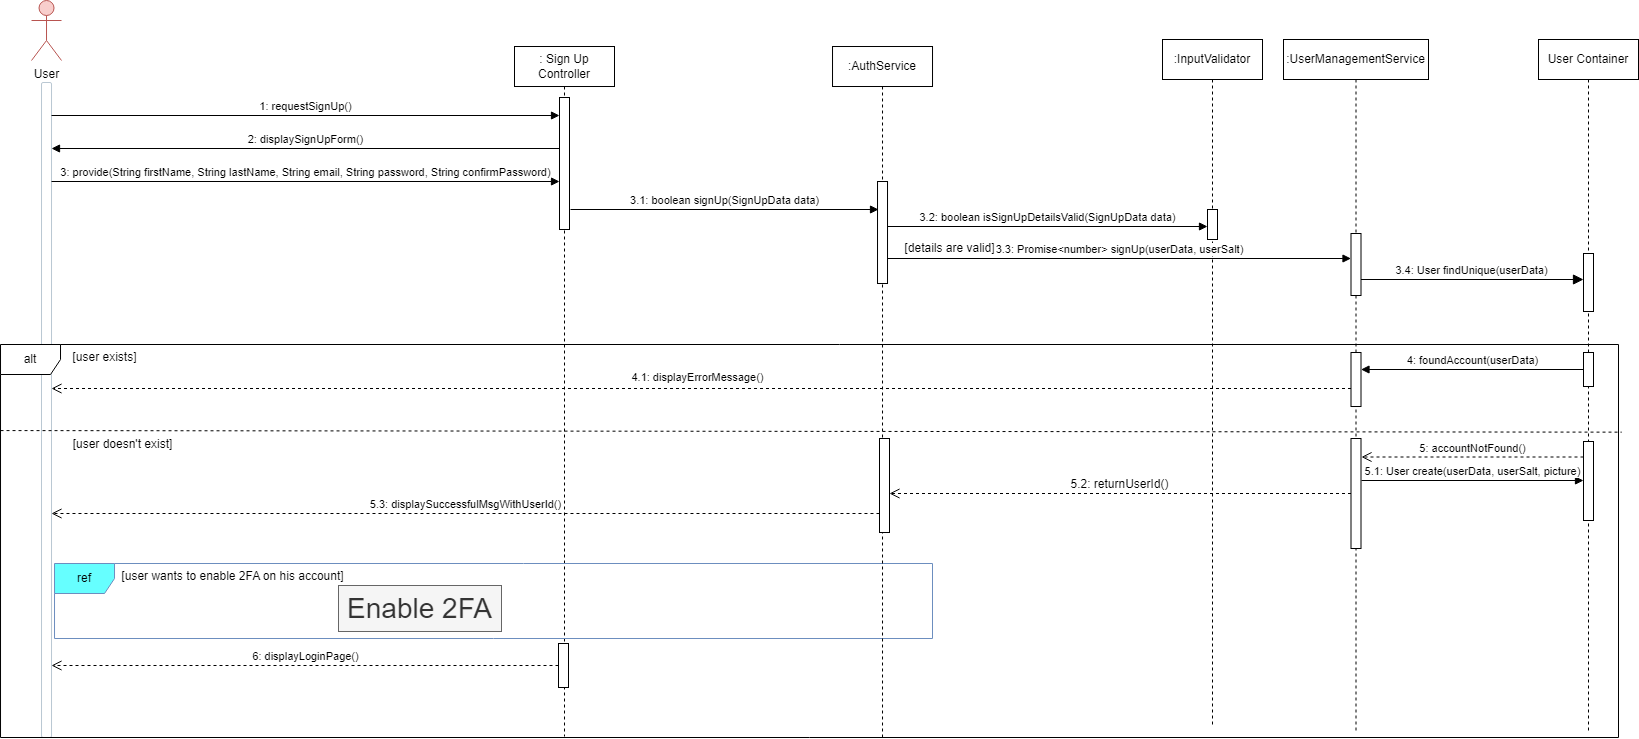 User
: Sign Up
Controller
:AuthService
:InputValidator
:UserManagementService
User Container
1: requestSignUp()
2: displaySignUpForm()
3: provide(String firstName, String lastName, String email, String password, String confirmPassword)
3.1: boolean signUp(SignUpData data)
3.2: boolean isSignUpDetailsValid(SignUpData data)
[details are valid]
3.3: Promise<number> signUp(userData, userSalt)
3.4: User findUnique(userData)
alt
[user exists]
4: foundAccount(userData)
4.1: displayErrorMessage()
[user doesn't exist]
5: accountNotFound()
5.1: User create(userData, userSalt, picture)
5.2: returnUserId()
5.3: displaySuccessfulMsgWithUserId()
ref
[user wants to enable 2FA on his account]
Enable 2FA
6: displayLoginPage()